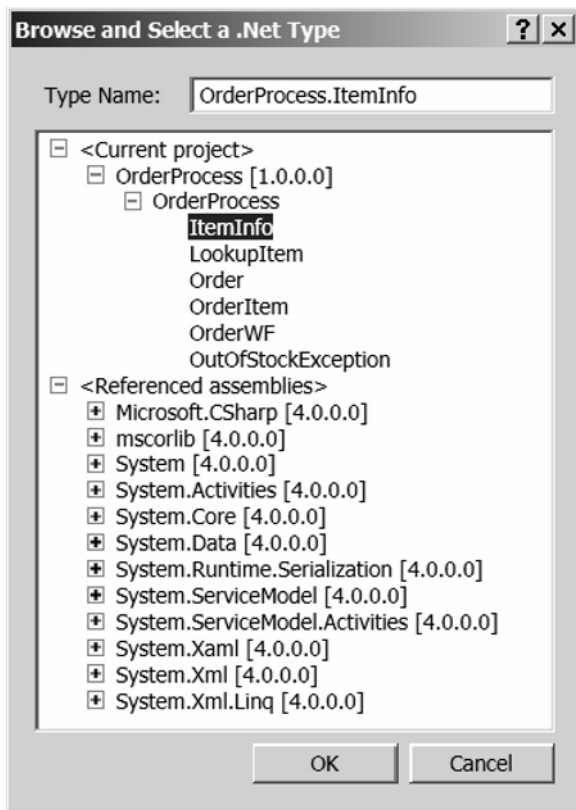 Browse and Select a .Net Type
Type Name: OrderProcess.ItemInfo
<Current project>
OrderProcess [1.0.0.0]
OrderProcess
ItemInfo
LookupItem
Order
OrderItem
OrderWF
OutOfStockException
<Referenced assemblies>
Microsoft.CSharp [4.0.0.0]
mscorlib [4.0.0.0]
System [4.0.0.0]
System.Activities [4.0.0.0]
System.Core [4.0.0.0]
System.Data [4.0.0.0]
System.Runtime.Serialization [4.0.0.0]
System.ServiceModel [4.0.0.0]
System.ServiceModel.Activities [4.0.0.0]
System.Xaml [4.0.0.0]
System.Xml [4.0.0.0]
System.Xml.Linq [4.0.0.0]
OK Cancel